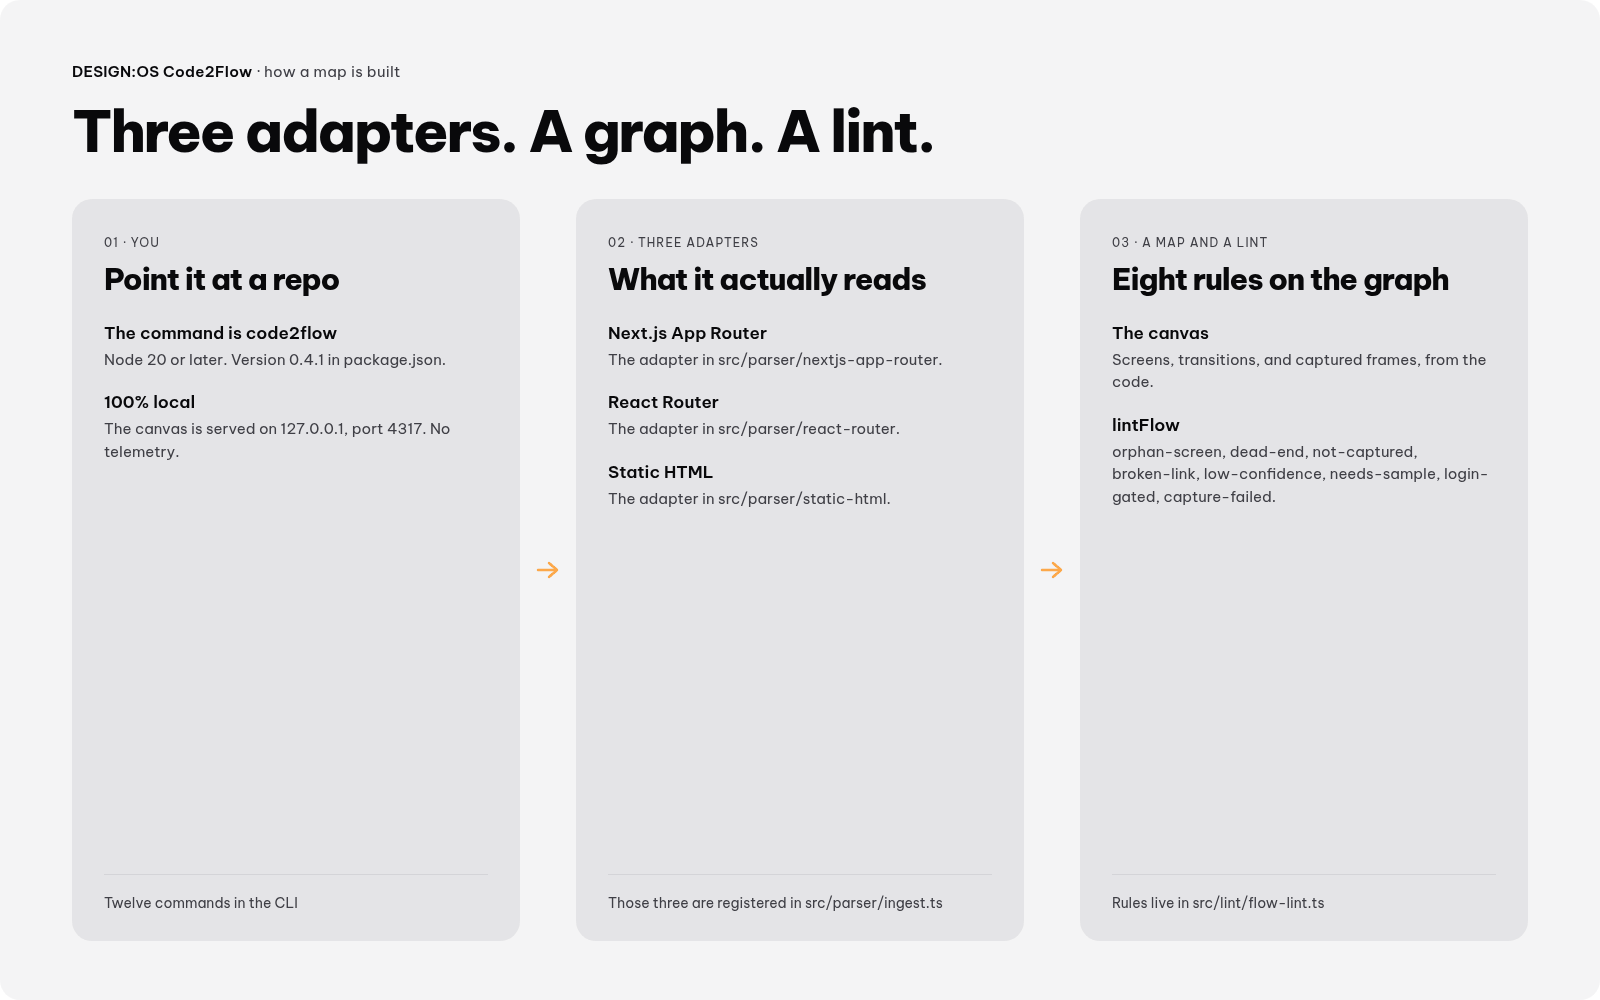 DESIGN:OS Code2Flow · how a map is built
Three adapters. A graph. A lint.
01 · YOU
Point it at a repo
The command is code2flow
Node 20 or later. Version 0.4.1 in package.json.
100% local
The canvas is served on 127.0.0.1, port 4317. No
telemetry.
Twelve commands in the CLI
02 · THREE ADAPTERS
What it actually reads
Next.js App Router
The adapter in src/parser/nextjs-app-router.
React Router
The adapter in src/parser/react-router.
Static HTML
The adapter in src/parser/static-html.
Those three are registered in src/parser/ingest.ts
03 · A MAP AND A LINT
Eight rules on the graph
The canvas
Screens, transitions, and captured frames, from the
code.
lintFlow
orphan-screen, dead-end, not-captured,
broken-link, low-confidence, needs-sample, login-
gated, capture-failed.
Rules live in src/lint/flow-lint.ts